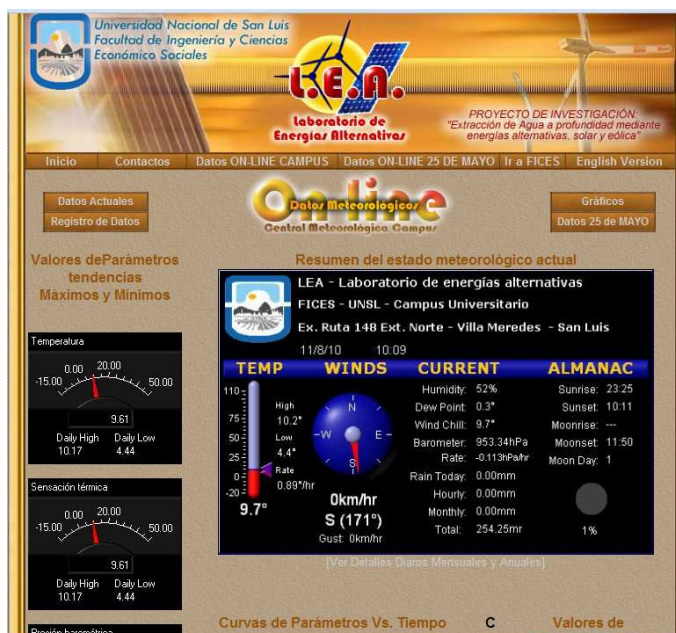 Universidad Nacional de San Luis
Facultad de Ingeniería y Ciencias
Económico Sociales
L.E.A.
Laboratorio de
Energías Alternativas
PROYECTO DE INVESTIGACIÓN:
"Extracción de Agua a profundidad mediante
energías alternativas, solar y eólica"
Inicio Contactos Datos ON-LINE CAMPUS Datos ON-LINE 25 DE MAYO Ir a FICES English Version
Datos Actuales
Registro de Datos
On-line
Datos Meteorologicos
Central Meteorológica Campus
Gráficos
Datos 25 de MAYO
Valores deParámetros
tendencias
Máximos y Mínimos
Temperatura
-15.00 0.00 20.00 50.00
9.61
Daily High Daily Low
10.17 4.44
Sensación térmica
-15.00 0.00 20.00 50.00
9.61
Daily High Daily Low
10.17 4.44
Presión barométrica
Resumen del estado meteorológico actual
LEA - Laboratorio de energías alternativas
FICES - UNSL - Campus Universitario
Ex. Ruta 148 Ext. Norte - Villa Meredes - San Luis
11/8/10 10:09
TEMP WINDS CURRENT ALMANAC
110
75
50
25
0
-20
High
10.2°
Low
4.4°
Rate
0.89°/hr
9.7°
N
W E
S
0km/hr
S (171°)
Gust: 0km/hr
Humidity: 52%
Dew Point: 0.3°
Wind Chill: 9.7°
Barometer: 953.34hPa
Rate: -0.113hPa/hr
Rain Today: 0.00mm
Hourly: 0.00mm
Monthly: 0.00mm
Total: 254.25mr
Sunrise: 23:25
Sunset: 10:11
Moonrise: ---
Moonset: 11:50
Moon Day: 1
1%
[Ver Detalles Diaros Mensuales y Anuales]
Curvas de Parámetros Vs. Tiempo C Valores de